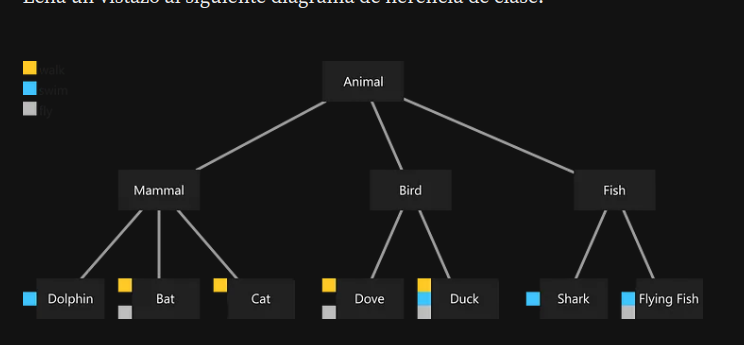 Echa un vistazo al siguiente diagrama de herencia de clase:
walk
swim
fly
Animal
Mammal
Bird
Fish
Dolphin
Bat
Cat
Dove
Duck
Shark
Flying Fish